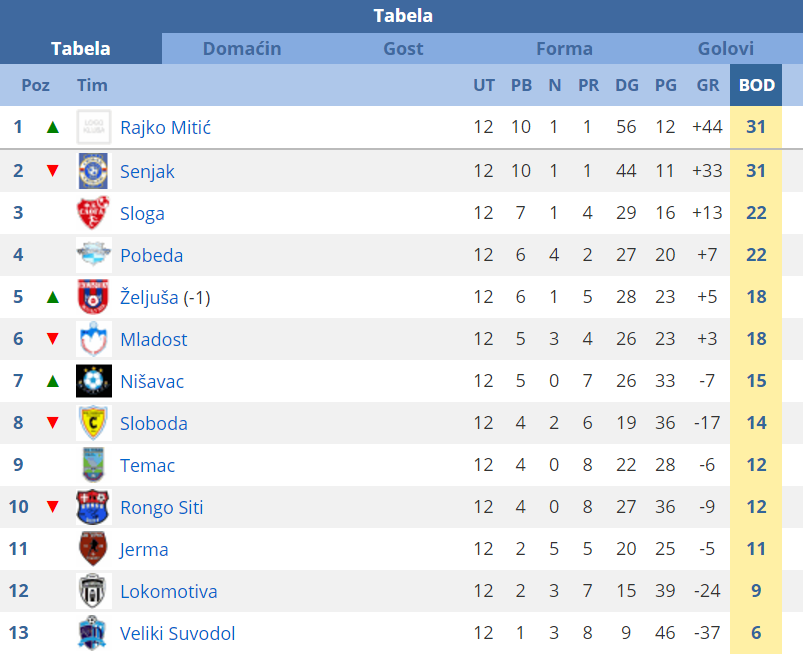 Tabela
Tabela Domaćin Gost Forma Golovi
Poz Tim UT PB N PR DG PG GR BOD
1 ▲ Rajko Mitić 12 10 1 1 56 12 +44 31
2 ▼ Senjak 12 10 1 1 44 11 +33 31
3 Sloga 12 7 1 4 29 16 +13 22
4 Pobeda 12 6 4 2 27 20 +7 22
5 ▲ Željuša (-1) 12 6 1 5 28 23 +5 18
6 ▼ Mladost 12 5 3 4 26 23 +3 18
7 ▲ Nišavac 12 5 0 7 26 33 -7 15
8 ▼ Sloboda 12 4 2 6 19 36 -17 14
9 Temac 12 4 0 8 22 28 -6 12
10 ▼ Rongo Siti 12 4 0 8 27 36 -9 12
11 Jerma 12 2 5 5 20 25 -5 11
12 Lokomotiva 12 2 3 7 15 39 -24 9
13 Veliki Suvodol 12 1 3 8 9 46 -37 6